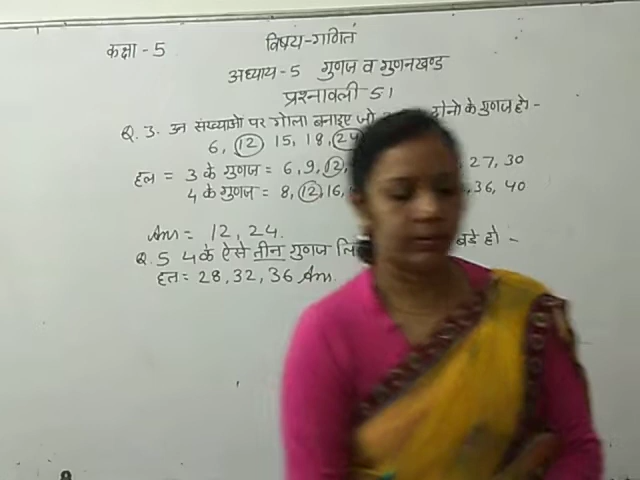 कक्षा - 5
विषय-गणित
अध्याय-5 गुणज व गुणनखण्ड
प्रश्नावली 5।
Q. 3. उन संख्याओ पर गोला बनाइए जो दोनो के गुणज हो -
6, 12 15, 18, 24
हल = 3 के गुणज = 6, 9, 12, 27, 30
4 के गुणज = 8, 12, 16, 36, 40
Ans = 12, 24.
Q. 5 4 के ऐसे तीन गुणज बडे हो -
हल = 28, 32, 36 Ans.